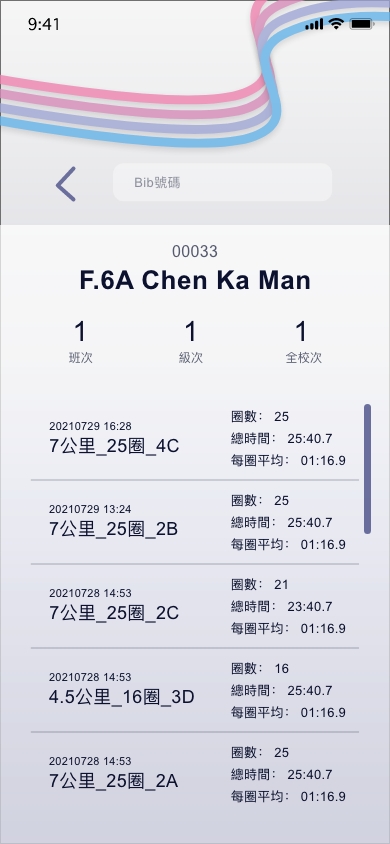 9:41
Bib號碼
00033
F.6A Chen Ka Man
1 1 1
班次 級次 全校次
20210729 16:28
7公里_25圈_4C
圈數： 25
總時間： 25:40.7
每圈平均： 01:16.9
20210729 13:24
7公里_25圈_2B
圈數： 25
總時間： 25:40.7
每圈平均： 01:16.9
20210728 14:53
7公里_25圈_2C
圈數： 21
總時間： 23:40.7
每圈平均： 01:16.9
20210728 14:53
4.5公里_16圈_3D
圈數： 16
總時間： 25:40.7
每圈平均： 01:16.9
20210728 14:53
7公里_25圈_2A
圈數： 25
總時間： 25:40.7
每圈平均： 01:16.9